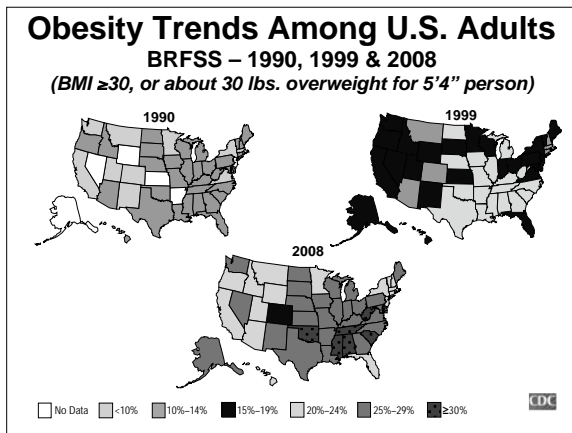 Obesity Trends Among U.S. Adults
BRFSS – 1990, 1999 & 2008
(BMI ≥30, or about 30 lbs. overweight for 5'4” person)
1990
1999
2008
No Data <10% 10%–14% 15%–19% 20%–24% 25%–29% ≥30%
CDC